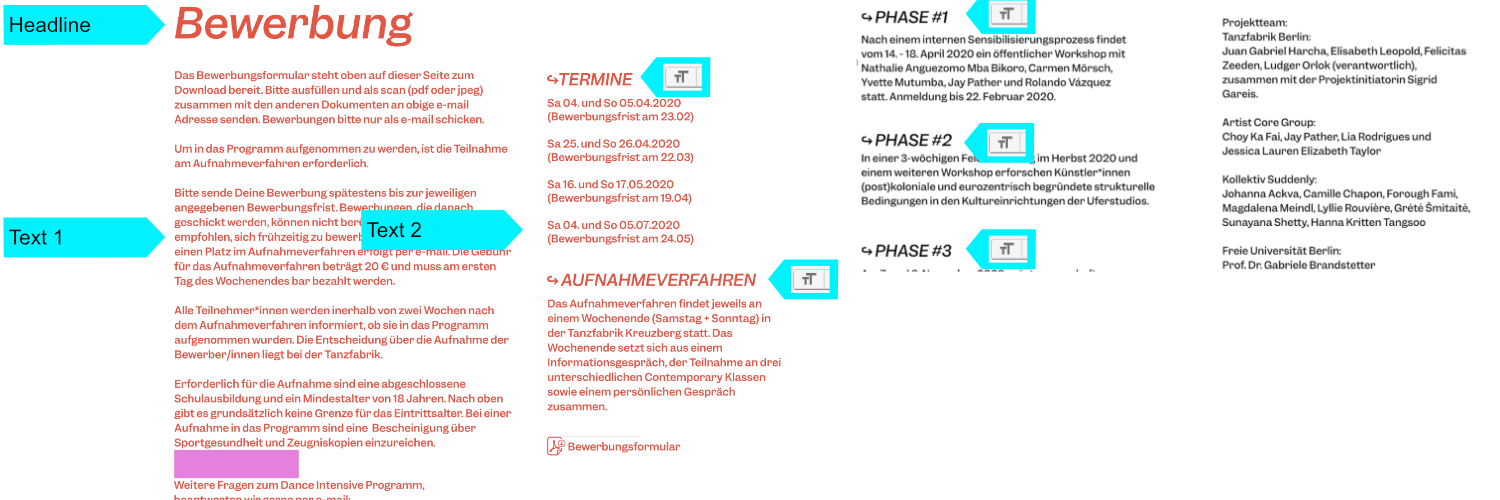 Headline
Bewerbung
Das Bewerbungsformular steht oben auf dieser Seite zum
Download bereit. Bitte ausfüllen und als scan (pdf oder jpeg)
zusammen mit den anderen Dokumenten an obige e-mail
Adresse senden. Bewerbungen bitte nur als e-mail schicken.
Um in das Programm aufgenommen zu werden, ist die Teilnahme
am Aufnahmeverfahren erforderlich.
Bitte sende Deine Bewerbung spätestens bis zur jeweiligen
angegebenen Bewerbungsfrist. Bewerbungen, die danach
geschickt werden, können nicht
empfohlen, sich frühzeitig zu
einen Platz im Aufnahmeverfahren erfolgt per e-mail. Die Gebühr
für das Aufnahmeverfahren beträgt 20 € und muss am ersten
Tag des Wochenendes bar bezahlt werden.
Alle Teilnehmer*innen werden inerhalb von zwei Wochen nach
dem Aufnahmeverfahren informiert, ob sie in das Programm
aufgenommen wurden. Die Entscheidung über die Aufnahme der
Bewerber/innen liegt bei der Tanzfabrik.
Erforderlich für die Aufnahme sind eine abgeschlossene
Schulausbildung und ein Mindestalter von 18 Jahren. Nach oben
gibt es grundsätzlich keine Grenze für das Eintrittsalter. Bei einer
Aufnahme in das Programm sind eine Bescheinigung über
Sportgesundheit und Zeugniskopien einzureichen.
Weitere Fragen zum Dance Intensive Programm,
beantworten wir gerne per e-mail:
Text 1
Text 2
↪TERMINE
TT
Sa 04. und So 05.04.2020
(Bewerbungsfrist am 23.02)
Sa 25. und So 26.04.2020
(Bewerbungsfrist am 22.03)
Sa 16. und So 17.05.2020
(Bewerbungsfrist am 19.04)
Sa 04. und So 05.07.2020
(Bewerbungsfrist am 24.05)
↪AUFNAHMEVERFAHREN
TT
Das Aufnahmeverfahren findet jeweils an
einem Wochenende (Samstag + Sonntag) in
der Tanzfabrik Kreuzberg statt. Das
Wochenende setzt sich aus einem
Informationsgespräch, der Teilnahme an drei
unterschiedlichen Contemporary Klassen
sowie einem persönlichen Gespräch
zusammen.
Bewerbungsformular
↪PHASE #1
TT
Nach einem internen Sensibilisierungsprozess findet
vom 14. - 18. April 2020 ein öffentlicher Workshop mit
Nathalie Anguezomo Mba Bikoro, Carmen Mörsch,
Yvette Mutumba, Jay Pather und Rolando Vázquez
statt. Anmeldung bis 22. Februar 2020.
↪PHASE #2
TT
In einer 3-wöchigen im Herbst 2020 und
einem weiteren Workshop erforschen Künstler*innen
(post)koloniale und eurozentrisch begründete strukturelle
Bedingungen in den Kultureinrichtungen der Uferstudios.
↪PHASE #3
TT
Projektteam:
Tanzfabrik Berlin:
Juan Gabriel Harcha, Elisabeth Leopold, Felicitas
Zeeden, Ludger Orlok (verantwortlich),
zusammen mit der Projektinitiatorin Sigrid
Gareis.
Artist Core Group:
Choy Ka Fai, Jay Pather, Lia Rodrigues und
Jessica Lauren Elizabeth Taylor
Kollektiv Suddenly:
Johanna Ackva, Camille Chapon, Forough Fami,
Magdalena Meindl, Lyllie Rouvière, Grėtė Šmitaitė,
Sunayana Shetty, Hanna Kritten Tangsoo
Freie Universität Berlin:
Prof. Dr. Gabriele Brandstetter